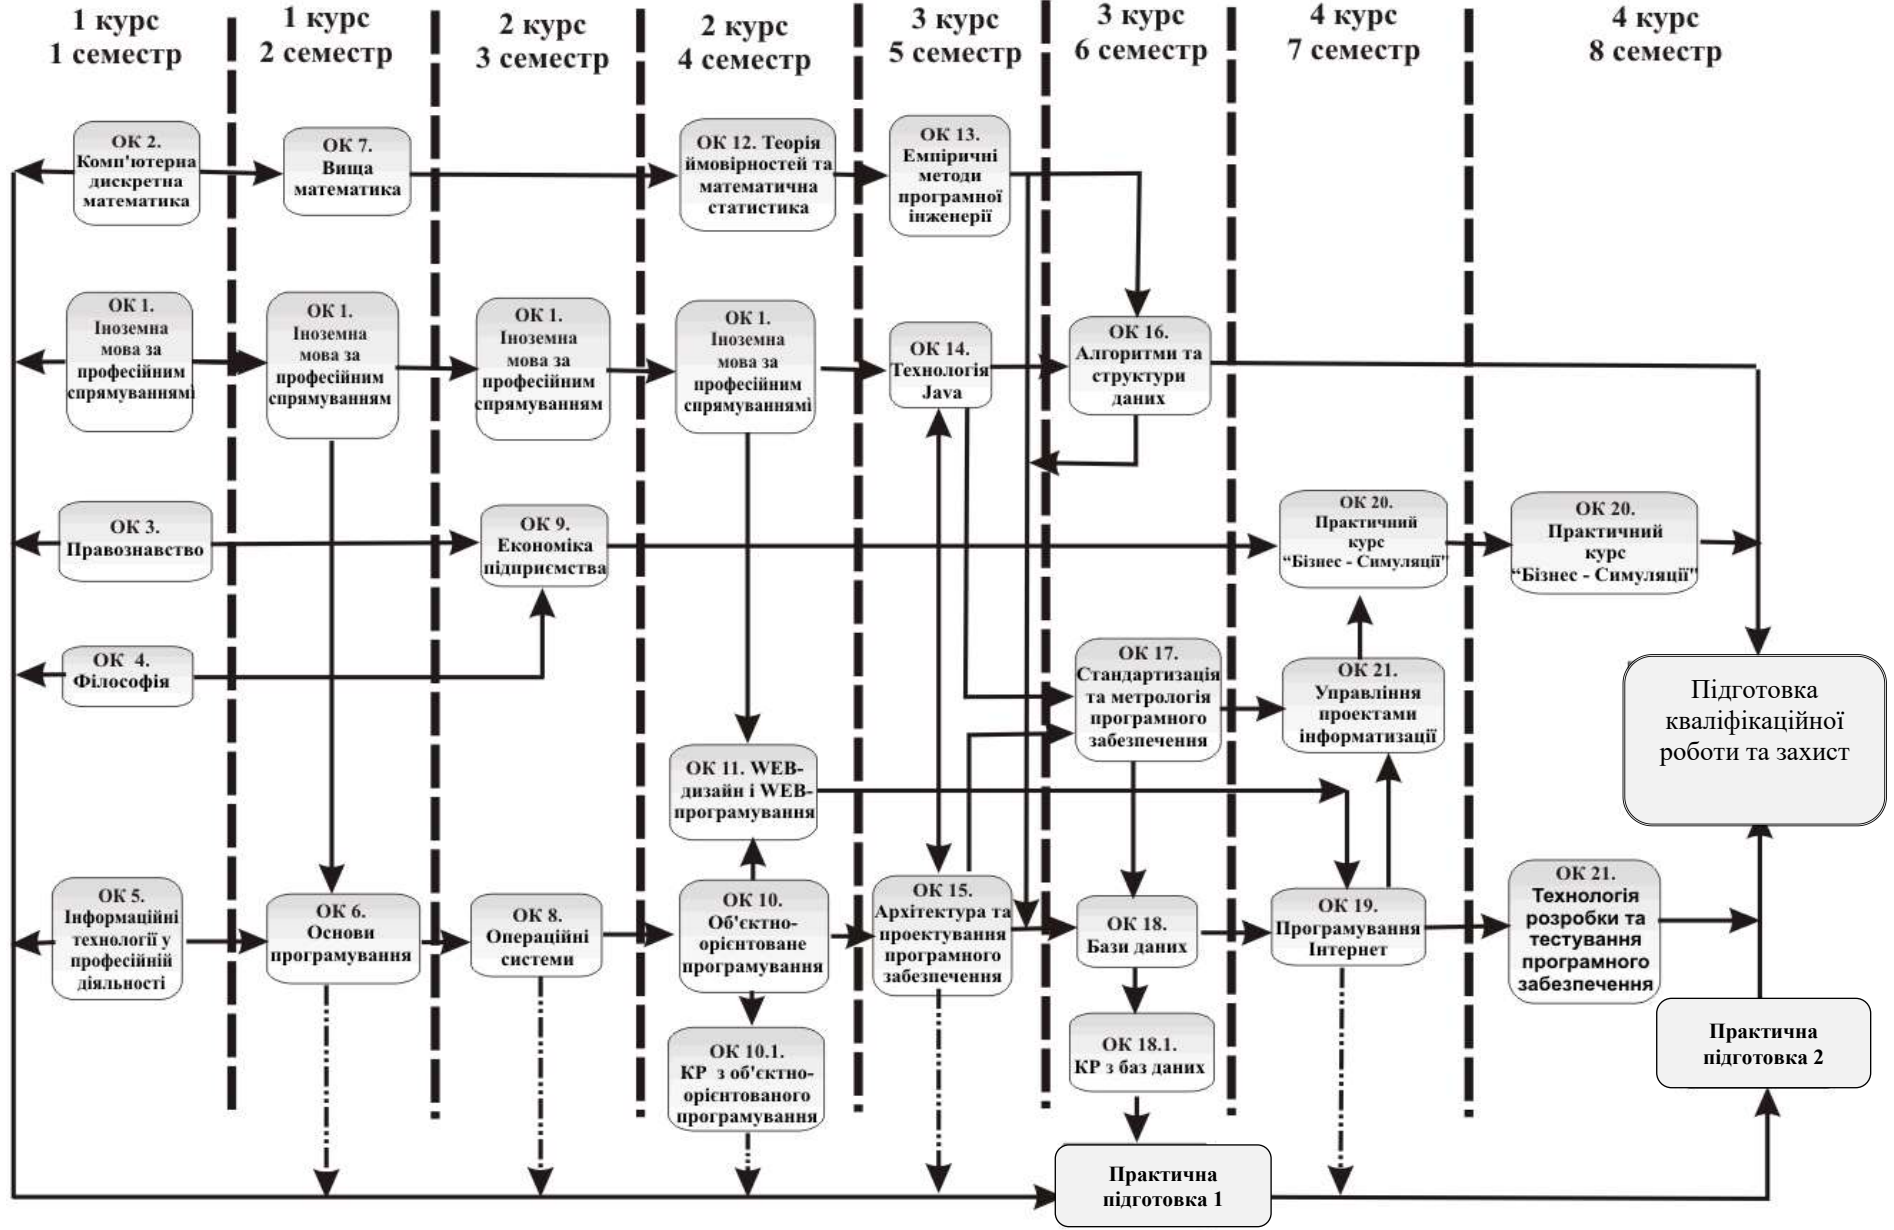 1 курс
1 семестр
1 курс
2 семестр
2 курс
3 семестр
2 курс
4 семестр
3 курс
5 семестр
3 курс
6 семестр
4 курс
7 семестр
4 курс
8 семестр
ОК 2.
Комп'ютерна
дискретна
математика
ОК 7.
Вища
математика
ОК 12. Теорія
ймовірностей та
математична
статистика
ОК 13.
Емпіричні
методи
програмної
інженерії
ОК 1.
Іноземна
мова за
професійним
спрямуваннямі
ОК 1.
Іноземна
мова за
професійним
спрямуванням
ОК 1.
Іноземна
мова за
професійним
спрямуванням
ОК 1.
Іноземна
мова за
професійним
спрямуваннямі
ОК 14.
Технологія
Java
ОК 16.
Алгоритми та
структури
даних
ОК 3.
Правознавство
ОК 9.
Економіка
підприємства
ОК 20.
Практичний
курс
“Бізнес - Симуляції"
ОК 20.
Практичний
курс
“Бізнес - Симуляції"
ОК 4.
Філософія
ОК 17.
Стандартизація
та метрологія
програмного
забезпечення
ОК 21.
Управління
проектами
інформатизації
Підготовка
кваліфікаційної
роботи та захист
ОК 11. WEB-
дизайн і WEB-
програмування
ОК 5.
Інформаційні
технології у
професійній
діяльності
ОК 6.
Основи
програмування
ОК 8.
Операційні
системи
ОК 10.
Об'єктно-
орієнтоване
програмування
ОК 15.
Архітектура та
проектування
програмного
забезпечення
ОК 18.
Бази даних
ОК 19.
Програмування
Інтернет
ОК 21.
Технологія
розробки та
тестування
програмного
забезпечення
ОК 10.1.
КР з об'єктно-
орієнтованого
програмування
ОК 18.1.
КР з баз даних
Практична
підготовка 2
Практична
підготовка 1